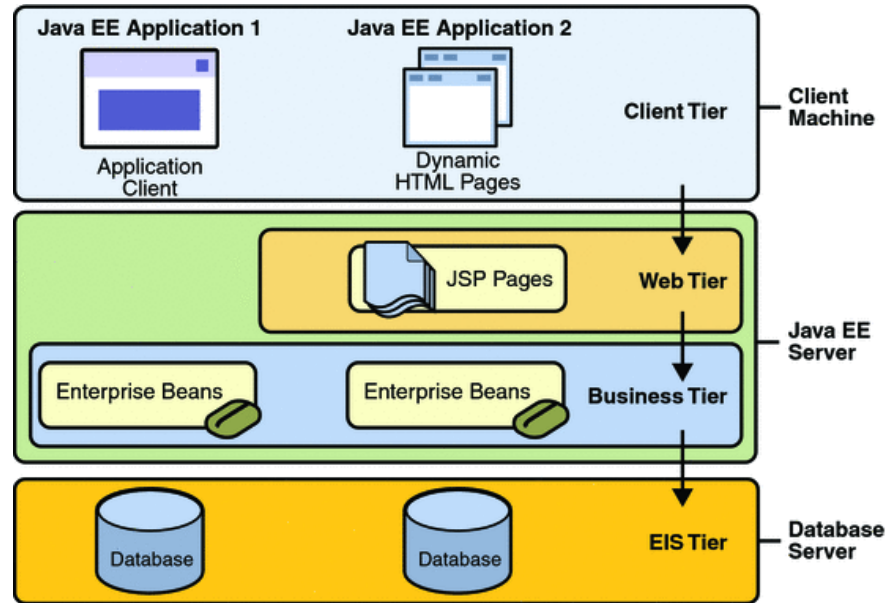 Java EE Application 1
Java EE Application 2
Application
Client
Dynamic
HTML Pages
Client Tier
Client
Machine
JSP Pages
Web Tier
Java EE
Server
Enterprise Beans
Enterprise Beans
Business Tier
Database
Database
EIS Tier
Database
Server